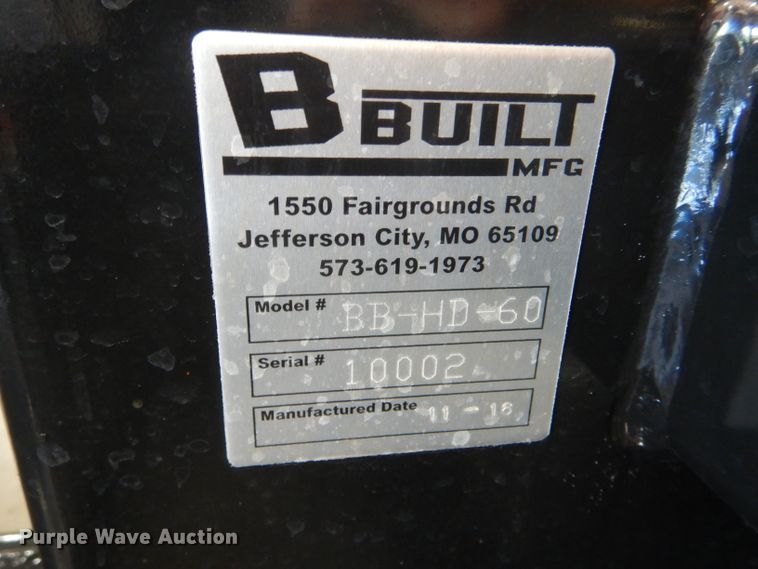 B BUILT
MFG
1550 Fairgrounds Rd
Jefferson City, MO 65109
573-619-1973
Model # BB-HD-60
Serial # 10002
Manufactured Date 11-16
Purple Wave Auction